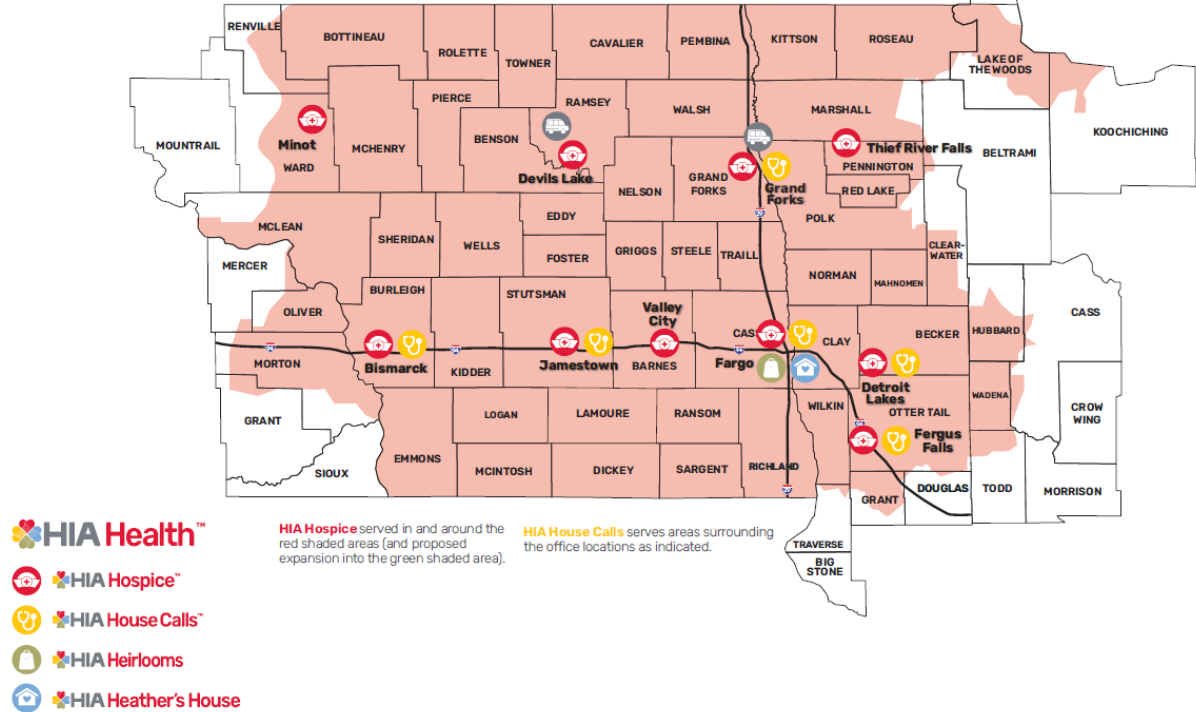 RENVILLE
BOTTINEAU
ROLETTE
TOWNER
CAVALIER
PEMBINA
KITTSON
ROSEAU
LAKE OF
THE WOODS
PIERCE
RAMSEY
WALSH
MARSHALL
KOOCHICHING
MOUNTRAIL
Minot
WARD
MCHENRY
BENSON
Devils Lake
Thief River Falls
BELTRAMI
PENNINGTON
NELSON
GRAND
FORKS
Grand
Forks
RED LAKE
POLK
MCLEAN
SHERIDAN
WELLS
EDDY
FOSTER
GRIGGS
STEELE
TRAILL
CLEAR-
WATER
MERCER
NORMAN
MAHNOMEN
BURLEIGH
STUTSMAN
OLIVER
Valley
City
CASS
CLAY
BECKER
HUBBARD
CASS
94
94
94
29
MORTON
Bismarck
KIDDER
Jamestown
BARNES
Fargo
Detroit
Lakes
WADENA
GRANT
LOGAN
LAMOURE
RANSOM
WILKIN
OTTER TAIL
CROW
WING
94
Fergus
Falls
SIOUX
EMMONS
MCINTOSH
DICKEY
SARGENT
RICHLAND
29
GRANT
DOUGLAS
TODD
MORRISON
TRAVERSE
BIG
STONE
HIA Health™
HIA Hospice served in and around the
red shaded areas (and proposed
expansion into the green shaded area).
HIA House Calls serves areas surrounding
the office locations as indicated.
HIA Hospice™
HIA House Calls™
HIA Heirlooms
HIA Heather's House